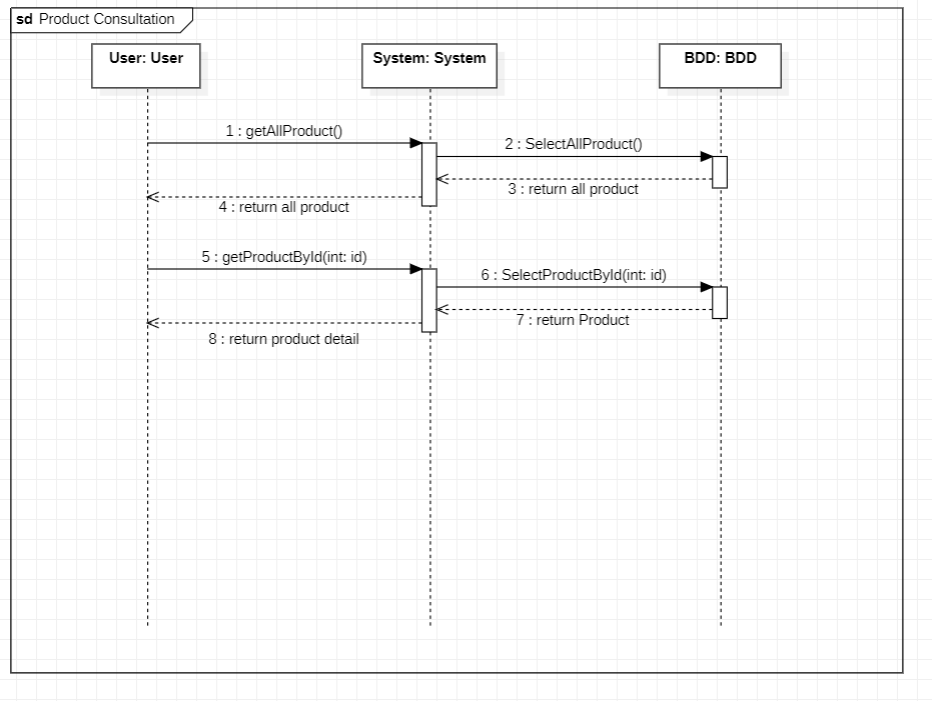 sd Product Consultation
User: User
System: System
BDD: BDD
1 : getAllProduct()
2 : SelectAllProduct()
3 : return all product
4 : return all product
5 : getProductById(int: id)
6 : SelectProductById(int: id)
7 : return Product
8 : return product detail